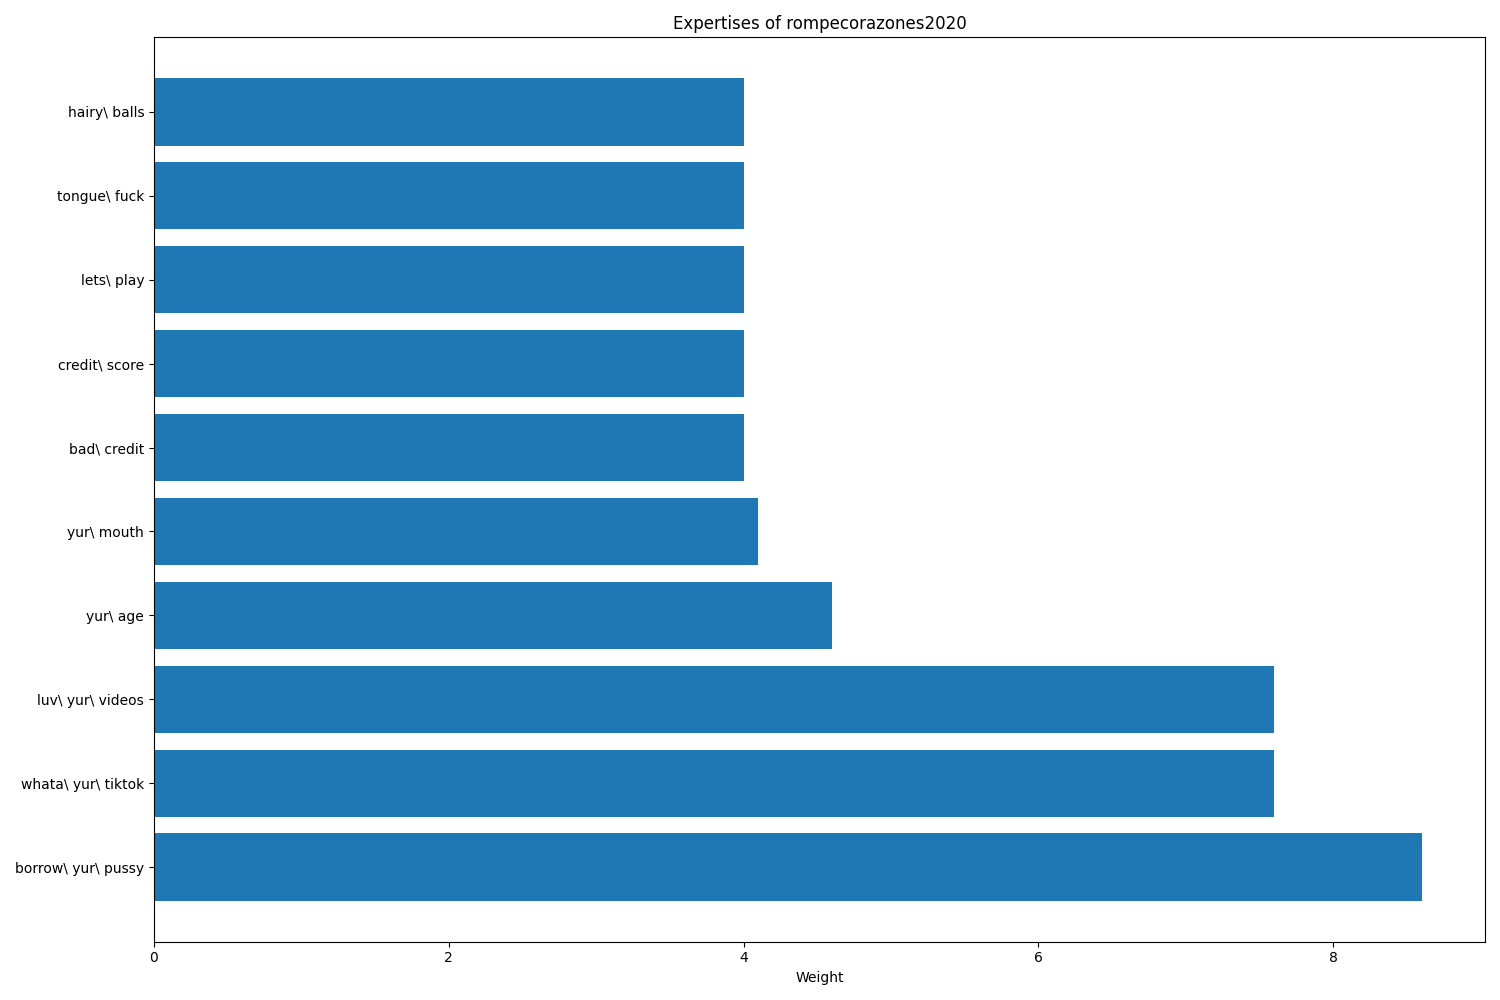 Expertises of rompecorazones2020
hairy\ balls
tongue\ fuck
lets\ play
credit\ score
bad\ credit
yur\ mouth
yur\ age
luv\ yur\ videos
whata\ yur\ tiktok
borrow\ yur\ pussy
0 2 4 6 8
Weight